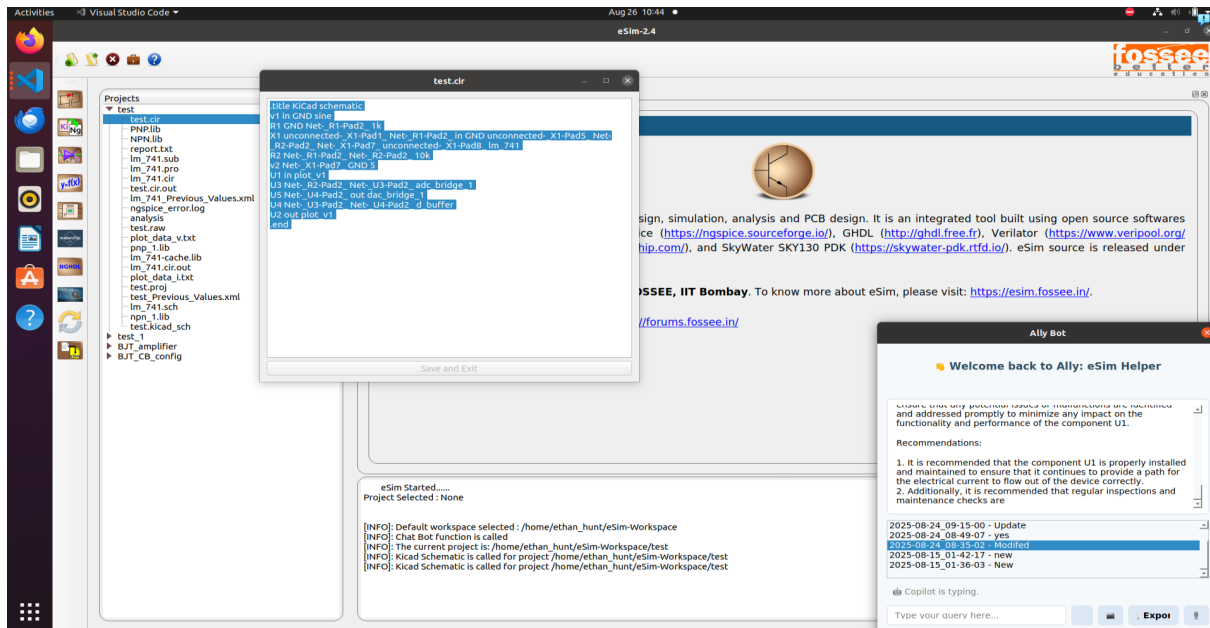 Activities
Visual Studio Code
Aug 26 10:44
eSim-2.4
fossee
better
education
Projects
test
test.cir
PNP.lib
NPN.lib
report.txt
lm_741.sub
lm_741.pro
lm_741.cir
test.cir.out
lm_741_Previous_Values.xml
ngspice_error.log
analysis
test.raw
plot_data_v.txt
pnp_1.lib
lm_741-cache.lib
lm_741.cir.out
plot_data_i.txt
test.proj
test_Previous_Values.xml
lm_741.sch
npn_1.lib
test.kicad_sch
test_1
BJT_amplifier
BJT_CB_config
Ki Ng
y=f(x)
NGHDL
test.cir
.title KiCad schematic
v1 in GND sine
R1 GND Net-_R1-Pad2_ 1k
X1 unconnected-_X1-Pad1_ Net-_R1-Pad2_ in GND unconnected-_X1-Pad5_ Net-
_R2-Pad2_ Net-_X1-Pad7_ unconnected-_X1-Pad8_ lm_741
R2 Net-_R1-Pad2_ Net-_R2-Pad2_ 10k
v2 Net-_X1-Pad7_ GND 5
U1 in plot_v1
U3 Net-_R2-Pad2_ Net-_U3-Pad2_ adc_bridge_1
U5 Net-_U4-Pad2_ out dac_bridge_1
U4 Net-_U3-Pad2_ Net-_U4-Pad2_ d_buffer
U2 out plot_v1
.end
Save and Exit
sign, simulation, analysis and PCB design. It is an integrated tool built using open source softwares
ice (https://ngspice.sourceforge.io/), GHDL (http://ghdl.free.fr), Verilator (https://www.veripool.org/
hip.com/), and SkyWater SKY130 PDK (https://skywater-pdk.rtfd.io/). eSim source is released under
OSSEE, IIT Bombay. To know more about eSim, please visit: https://esim.fossee.in/.
//forums.fossee.in/
eSim Started......
Project Selected : None
[INFO]: Default workspace selected : /home/ethan_hunt/eSim-Workspace
[INFO]: Chat Bot function is called
[INFO]: The current project is: /home/ethan_hunt/eSim-Workspace/test
[INFO]: Kicad Schematic is called for project /home/ethan_hunt/eSim-Workspace/test
[INFO]: Kicad Schematic is called for project /home/ethan_hunt/eSim-Workspace/test
Ally Bot
👋 Welcome back to Ally: eSim Helper
ensure that any potential issues or malfunctions are identified
and addressed promptly to minimize any impact on the
functionality and performance of the component U1.
Recommendations:
1. It is recommended that the component U1 is properly installed
and maintained to ensure that it continues to provide a path for
the electrical current to flow out of the device correctly.
2. Additionally, it is recommended that regular inspections and
maintenance checks are
2025-08-24_09-15-00 - Update
2025-08-24_08-49-07 - yes
2025-08-24_08-35-02 - Modifed
2025-08-15_01-42-17 - new
2025-08-15_01-36-03 - New
🤖 Copilot is typing.
Type your query here...
Expor